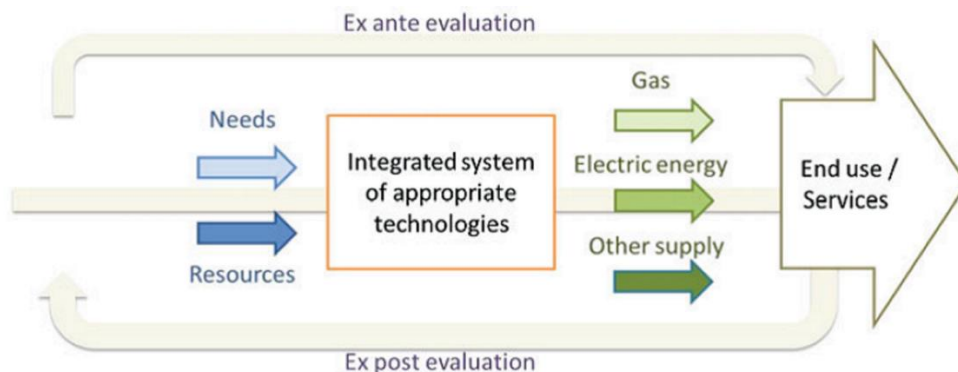 Ex ante evaluation
Needs
Resources
Integrated system
of appropriate
technologies
Gas
Electric energy
Other supply
End use /
Services
Ex post evaluation